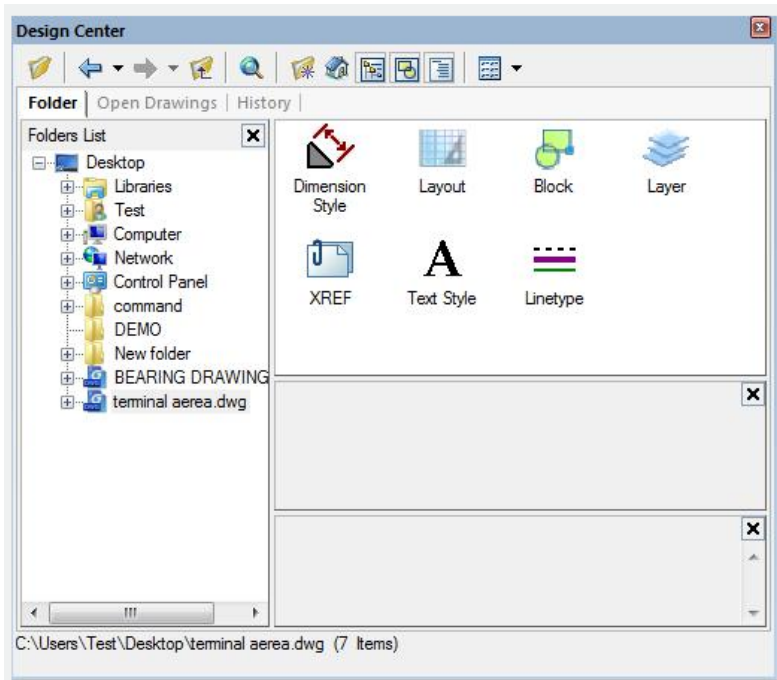 Design Center
Folder | Open Drawings | History |
Folders List
Desktop
Libraries
Test
Computer
Network
Control Panel
command
DEMO
New folder
BEARING DRAWING
terminal aerea.dwg
Dimension
Style
Layout
Block
Layer
XREF
A
Text Style
Linetype
C:\Users\Test\Desktop\terminal aerea.dwg (7 Items)